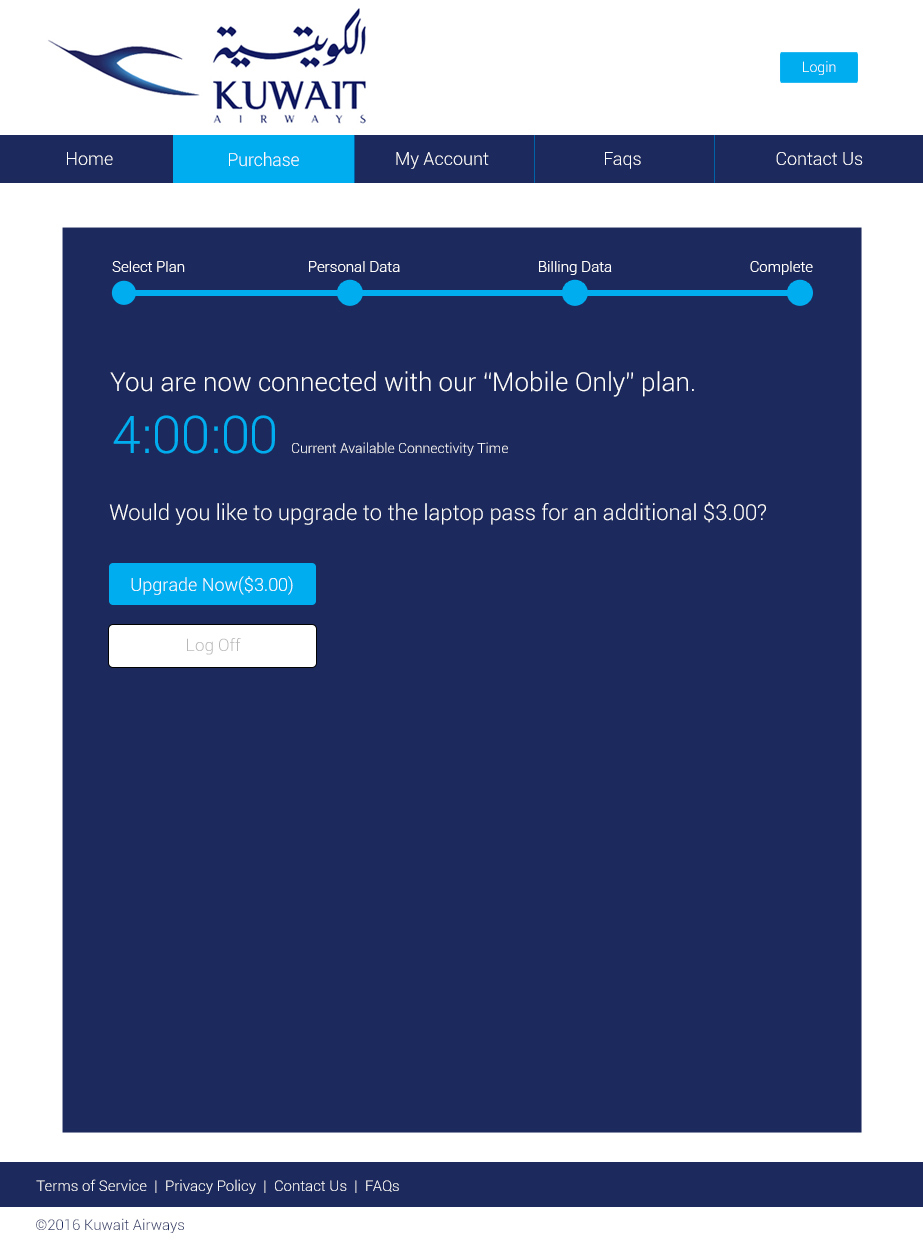 الكويتية
KUWAIT
AIRWAYS
Login
Home
Purchase
My Account
Faqs
Contact Us
Select Plan
Personal Data
Billing Data
Complete
You are now connected with our “Mobile Only” plan.
4:00:00 Current Available Connectivity Time
Would you like to upgrade to the laptop pass for an additional $3.00?
Upgrade Now($3.00)
Log Off
Terms of Service | Privacy Policy | Contact Us | FAQs
©2016 Kuwait Airways